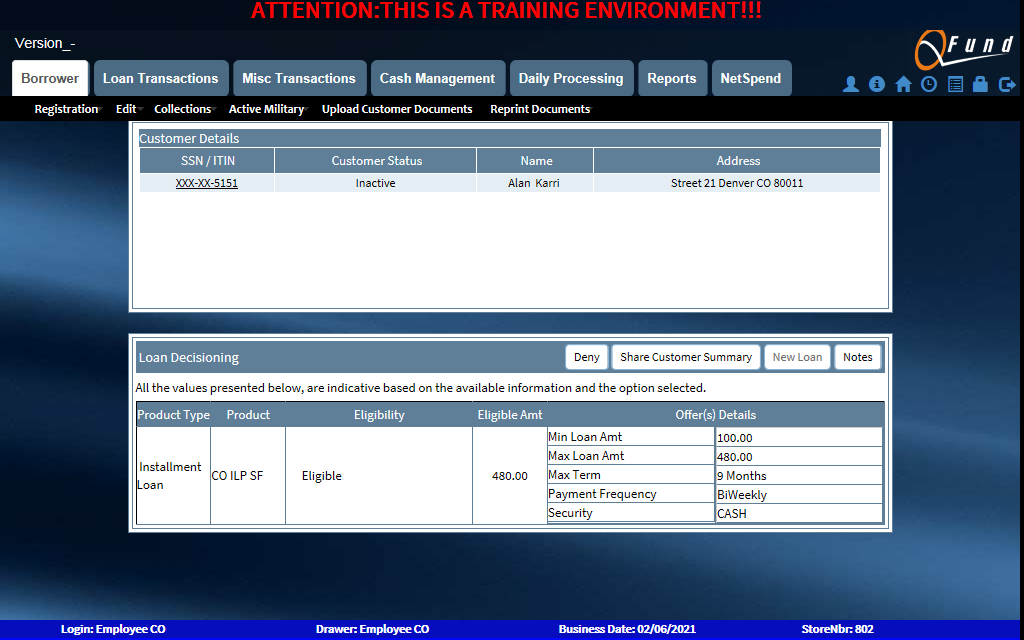 ATTENTION:THIS IS A TRAINING ENVIRONMENT!!!
Version_-
QFund
Borrower Loan Transactions Misc Transactions Cash Management Daily Processing Reports NetSpend
Registration Edit Collections Active Military Upload Customer Documents Reprint Documents
Customer Details
SSN / ITIN Customer Status Name Address
XXX-XX-5151 Inactive Alan Karri Street 21 Denver CO 80011
Loan Decisioning Deny Share Customer Summary New Loan Notes
All the values presented below, are indicative based on the available information and the option selected.
Product Type Product Eligibility Eligible Amt Offer(s) Details
Installment Loan CO ILP SF Eligible 480.00
Min Loan Amt 100.00
Max Loan Amt 480.00
Max Term 9 Months
Payment Frequency BiWeekly
Security CASH
Login: Employee CO Drawer: Employee CO Business Date: 02/06/2021 StoreNbr: 802